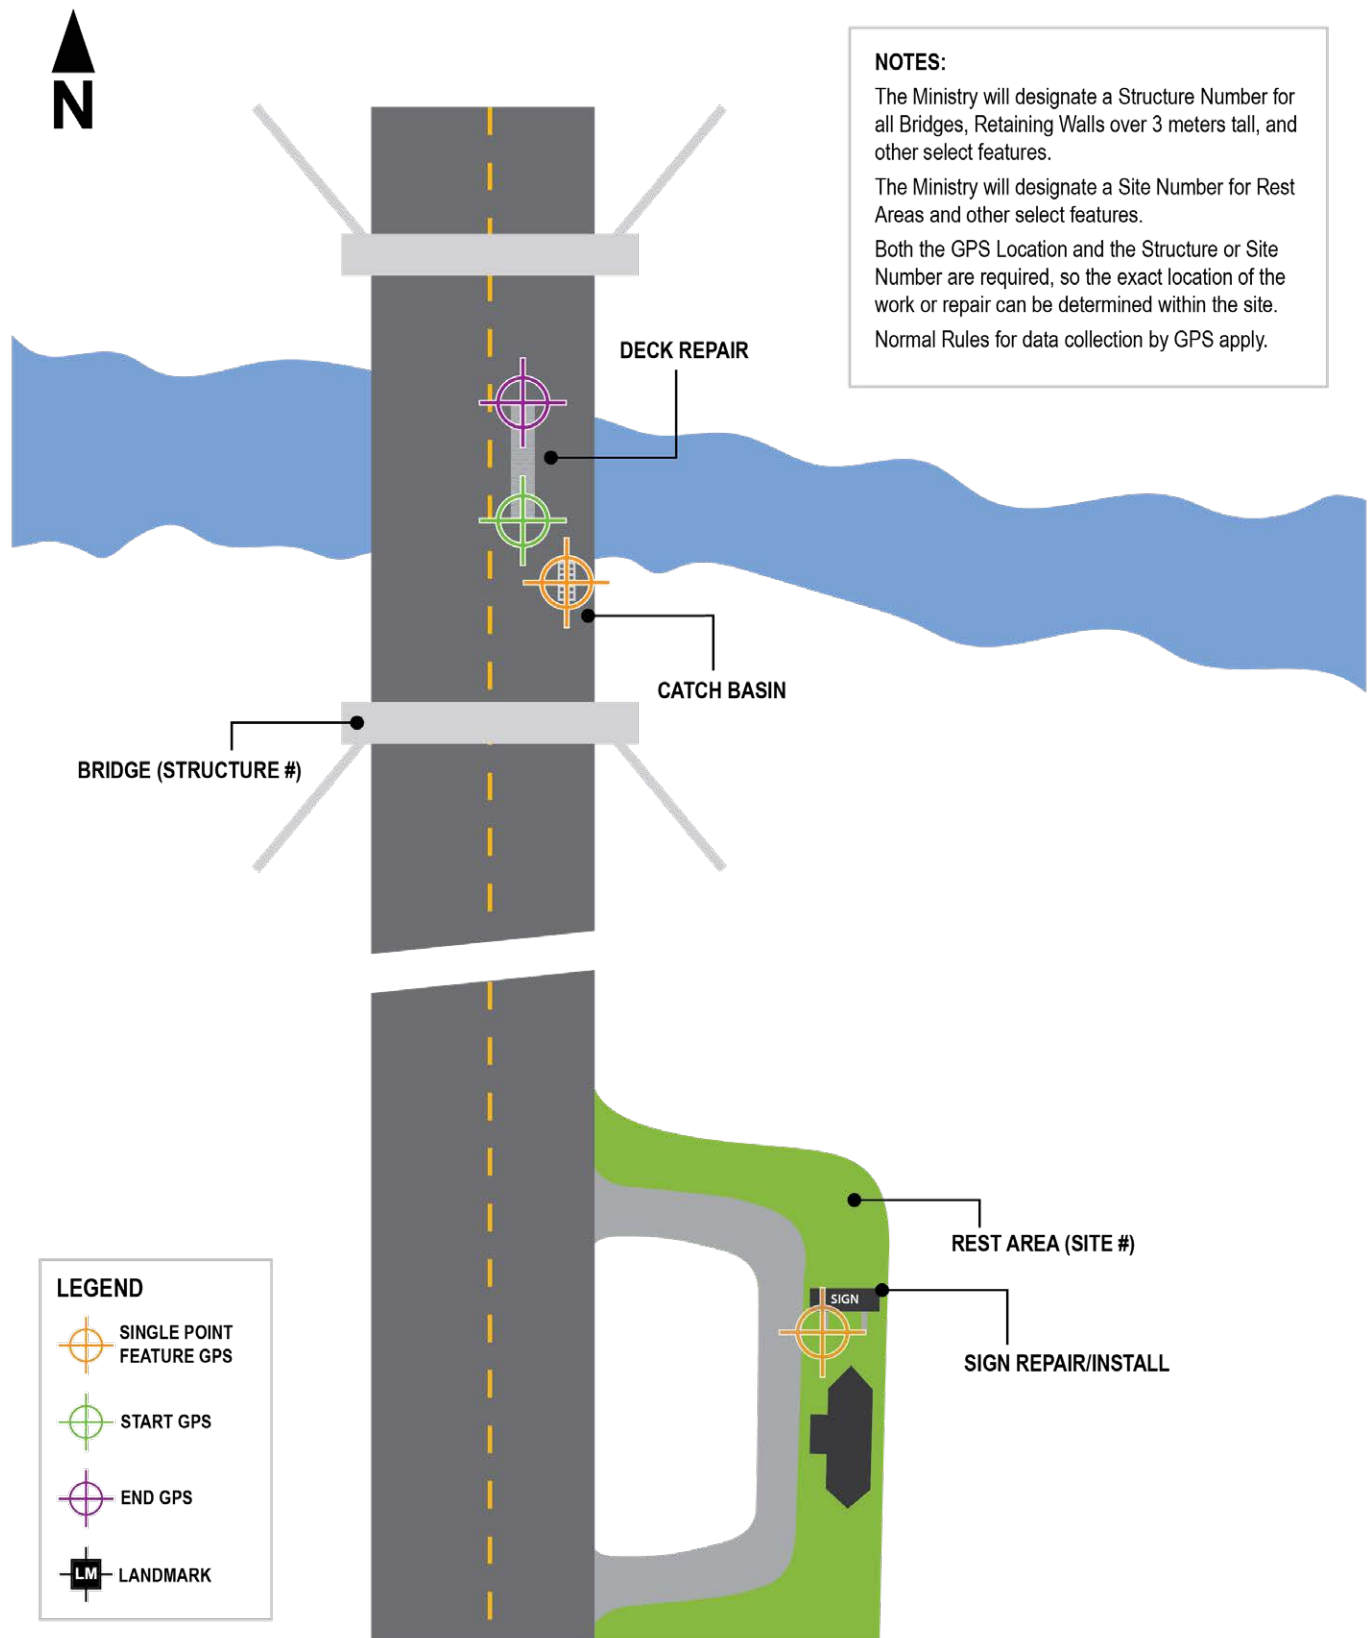 N
NOTES:
The Ministry will designate a Structure Number for
all Bridges, Retaining Walls over 3 meters tall, and
other select features.
The Ministry will designate a Site Number for Rest
Areas and other select features.
Both the GPS Location and the Structure or Site
Number are required, so the exact location of the
work or repair can be determined within the site.
Normal Rules for data collection by GPS apply.
DECK REPAIR
CATCH BASIN
BRIDGE (STRUCTURE #)
REST AREA (SITE #)
SIGN
SIGN REPAIR/INSTALL
LEGEND
SINGLE POINT
FEATURE GPS
START GPS
END GPS
LM LANDMARK